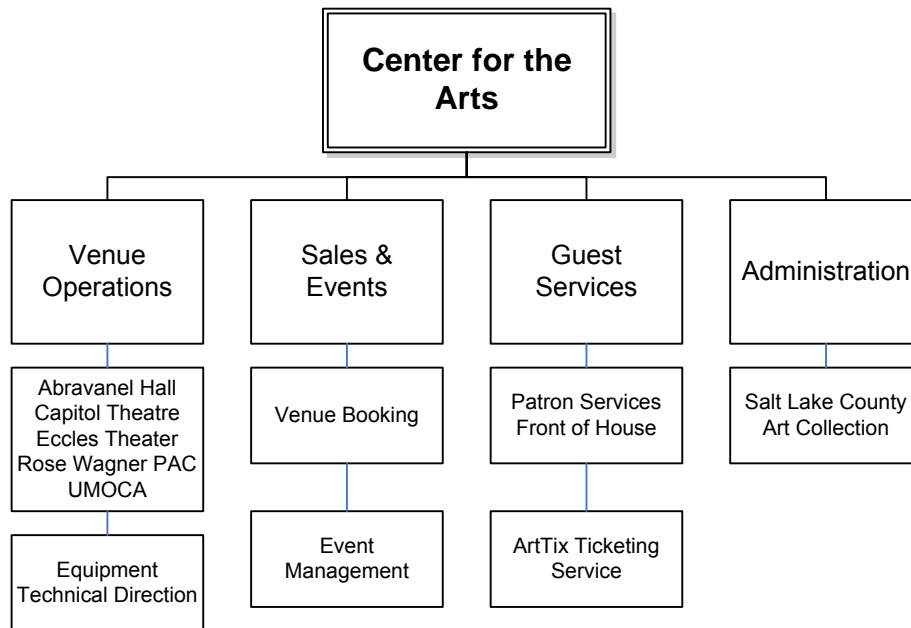 Center for the
Arts
Venue
Operations
Sales &
Events
Guest
Services
Administration
Abravanel Hall
Capitol Theatre
Eccles Theater
Rose Wagner PAC
UMOCA
Venue Booking
Patron Services
Front of House
Salt Lake County
Art Collection
Equipment
Technical Direction
Event
Management
ArtTix Ticketing
Service